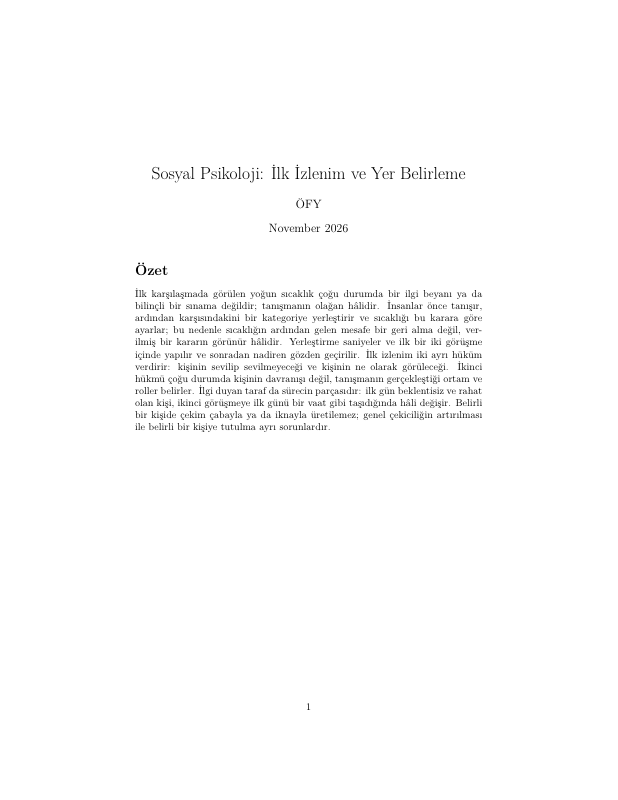 Sosyal Psikoloji: İlk İzlenim ve Yer Belirleme
ÖFY
November 2026
Özet
İlk karşılaşmada görülen yoğun sıcaklık çoğu durumda bir ilgi beyanı ya da
bilinçli bir sınama değildir; tanışmanın olağan hâlidir. İnsanlar önce tanışır,
ardından karşısındakini bir kategoriye yerleştirir ve sıcaklığı bu karara göre
ayarlar; bu nedenle sıcaklığın ardından gelen mesafe bir geri alma değil, ver-
ilmiş bir kararın görünür hâlidir. Yerleştirme saniyeler ve ilk bir iki görüşme
içinde yapılır ve sonradan nadiren gözden geçirilir. İlk izlenim iki ayrı hüküm
verdirir: kişinin sevilip sevilmeyeceği ve kişinin ne olarak görüleceği. İkinci
hükmü çoğu durumda kişinin davranışı değil, tanışmanın gerçekleştiği ortam ve
roller belirler. İlgi duyan taraf da sürecin parçasıdır: ilk gün beklentisiz ve rahat
olan kişi, ikinci görüşmeye ilk günü bir vaat gibi taşıdığında hâli değişir. Belirli
bir kişide çekim çabayla ya da iknayla üretilemez; genel çekiciliğin artırılması
ile belirli bir kişiye tutulma ayrı sorunlardır.
1